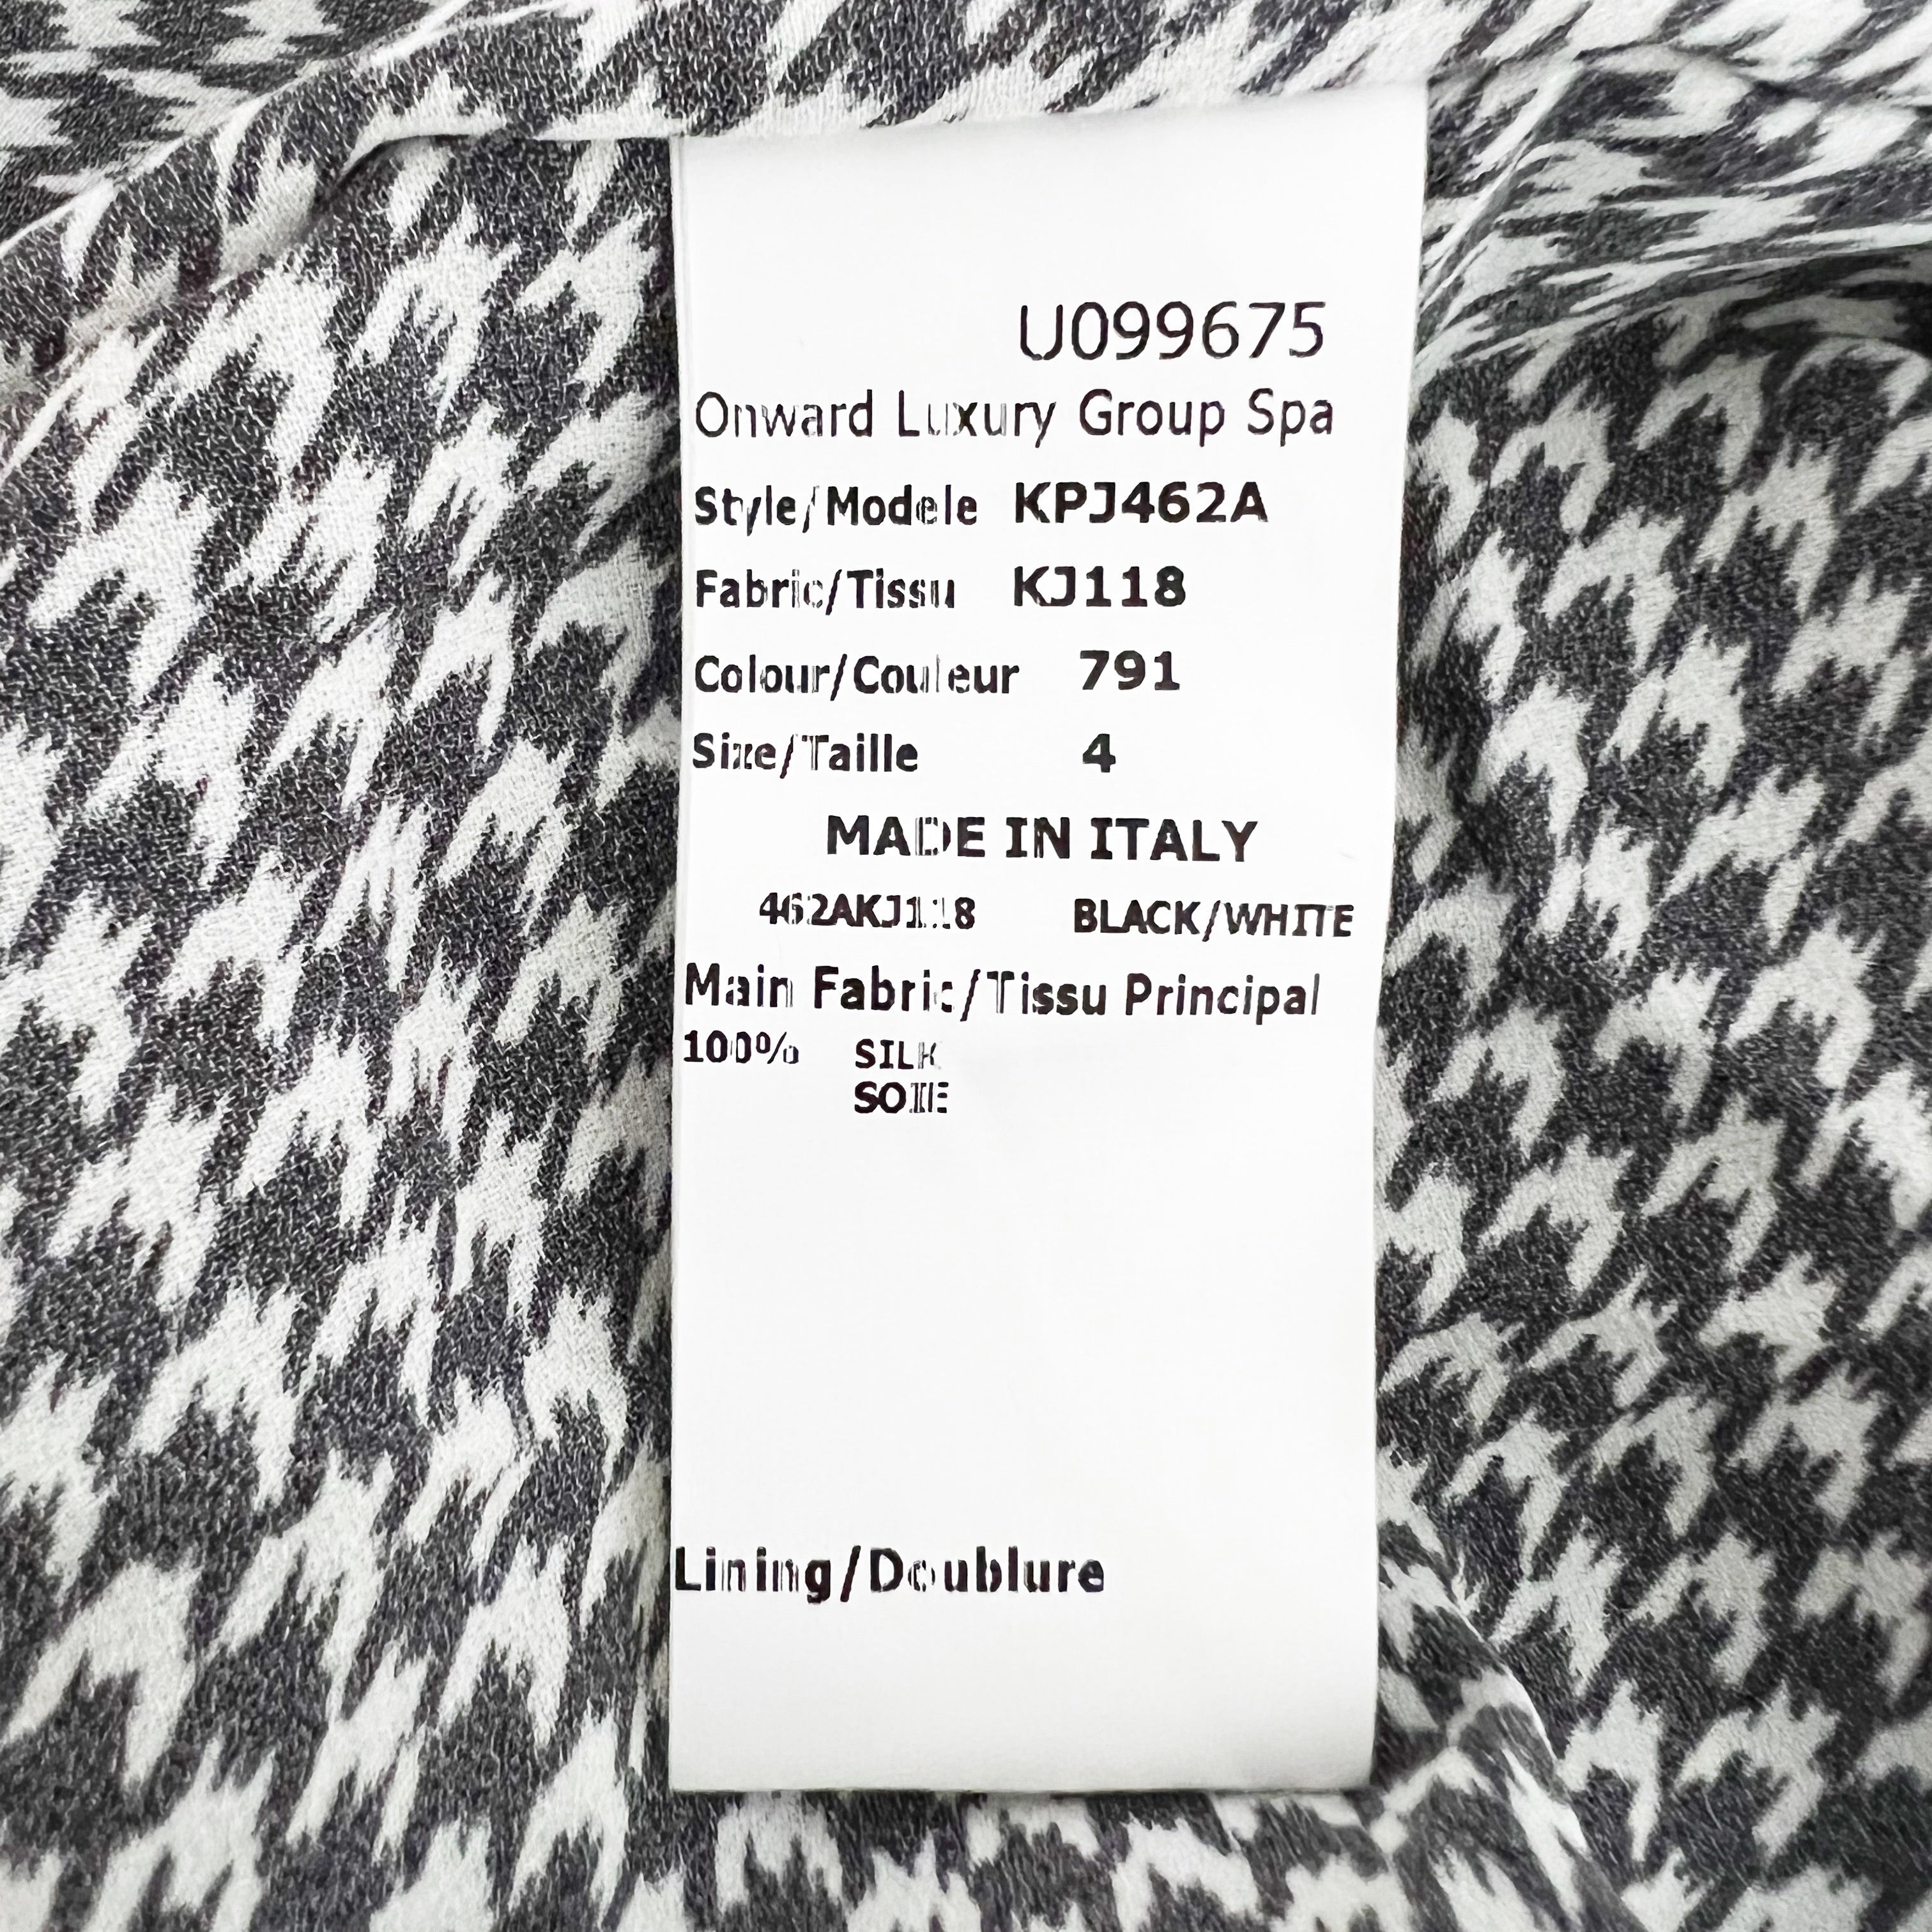 U099675
Onward Luxury Group Spa
Style/Modele KPJ462A
Fabric/Tissu KJ118
Colour/Couleur 791
Size/Taille 4
MADE IN ITALY
462AKJ118 BLACK/WHITE
Main Fabric/Tissu Principal
100% SILK
SOIE
Lining/Doublure